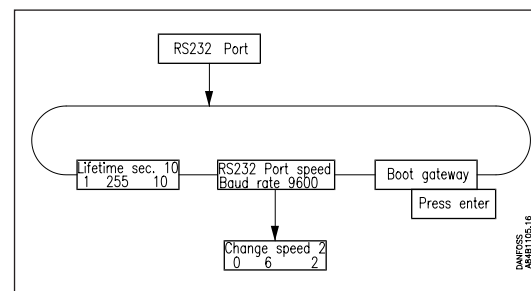 RS232 Port
Lifetime sec. 10
1 255 10
RS232 Port speed
Baud rate 9600
Boot gateway
Press enter
Change speed 2
0 6 2
DANFOSS
A84B1105.16